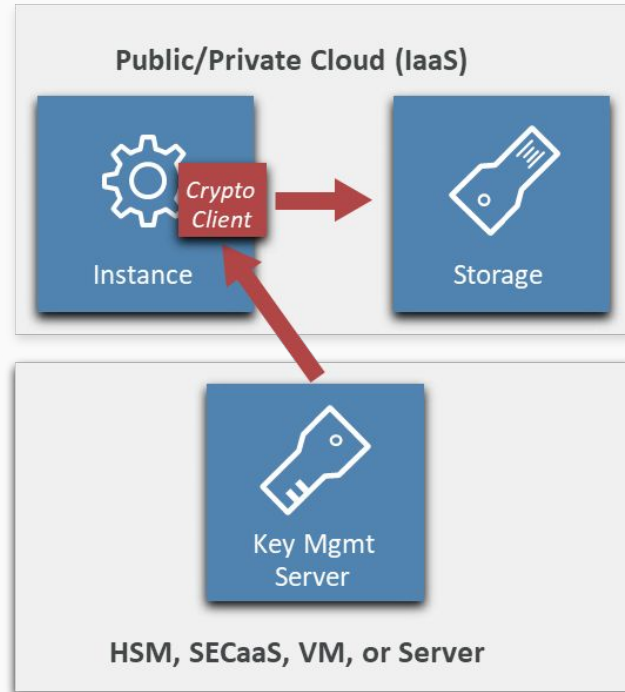 Public/Private Cloud (IaaS)
Crypto
Client
Instance
Storage
Key Mgmt
Server
HSM, SECaaS, VM, or Server